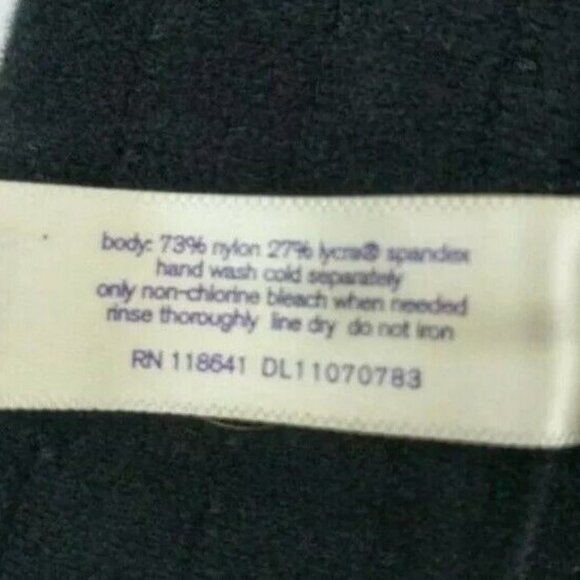 body: 73% nylon 27% lycra® spandex
hand wash cold separately
only non-chlorine bleach when needed
rinse thoroughly line dry do not iron
RN 118641 DL11070783